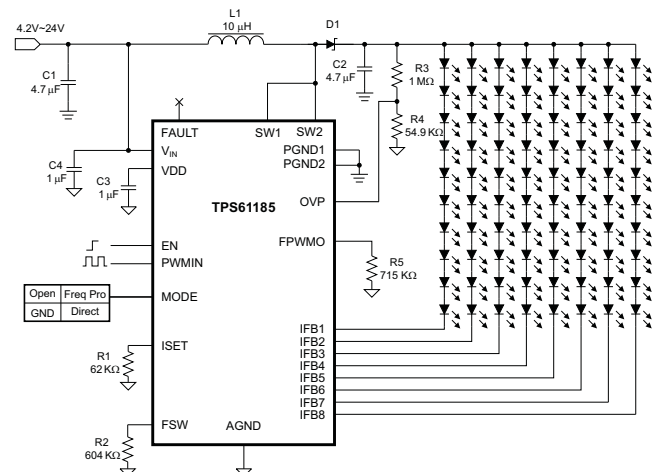 L1
10 μH
D1
4.2V~24V
C1
4.7 μF
C2
4.7 μF
R3
1 MΩ
R4
54.9 KΩ
FAULT
SW1
SW2
VIN
PGND1
PGND2
C4
1 μF
C3
1 μF
VDD
TPS61185
OVP
EN
PWMIN
FPWMO
R5
715 KΩ
Open Freq Pro
GND Direct
MODE
R1
62 KΩ
ISET
IFB1
IFB2
IFB3
IFB4
IFB5
IFB6
IFB7
IFB8
R2
604 KΩ
FSW
AGND